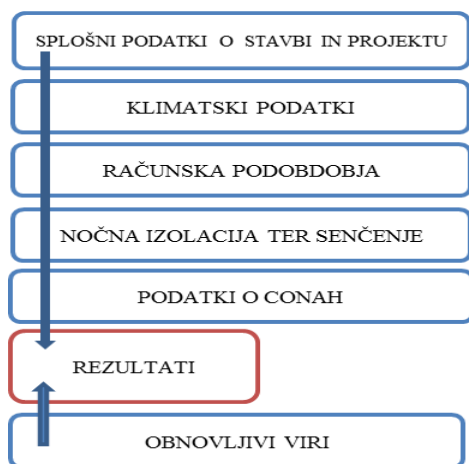 SPLOŠNI PODATKI O STAVBI IN PROJEKTU
KLIMATSKI PODATKI
RAČUNSKA PODOBDOBJA
NOČNA IZOLACIJA TER SENČENJE
PODATKI O CONAH
REZULTATI
OBNOVLJIVI VIRI